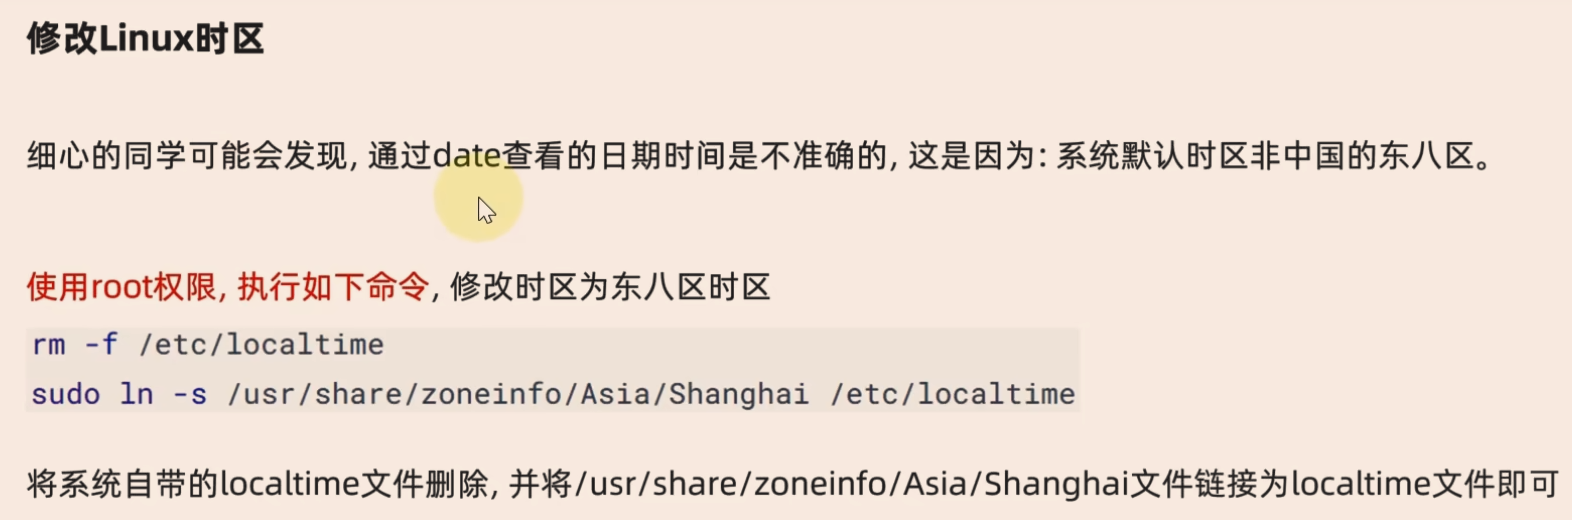 修改Linux时区
细心的同学可能会发现, 通过date查看的日期时间是不准确的, 这是因为: 系统默认时区非中国的东八区。
使用root权限, 执行如下命令, 修改时区为东八区时区
rm -f /etc/localtime
sudo ln -s /usr/share/zoneinfo/Asia/Shanghai /etc/localtime
将系统自带的localtime文件删除, 并将/usr/share/zoneinfo/Asia/Shanghai文件链接为localtime文件即可